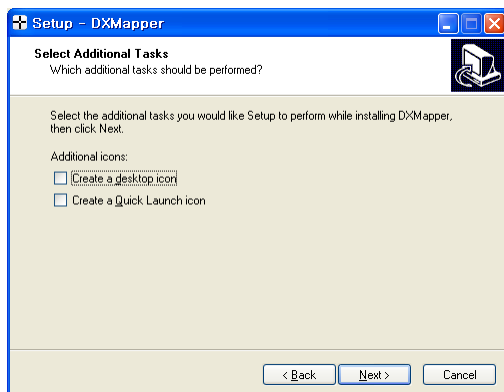 Setup - DXMapper
Select Additional Tasks
Which additional tasks should be performed?
Select the additional tasks you would like Setup to perform while installing DXMapper,
then click Next.
Additional icons:
Create a desktop icon
Create a Quick Launch icon
< Back Next > Cancel